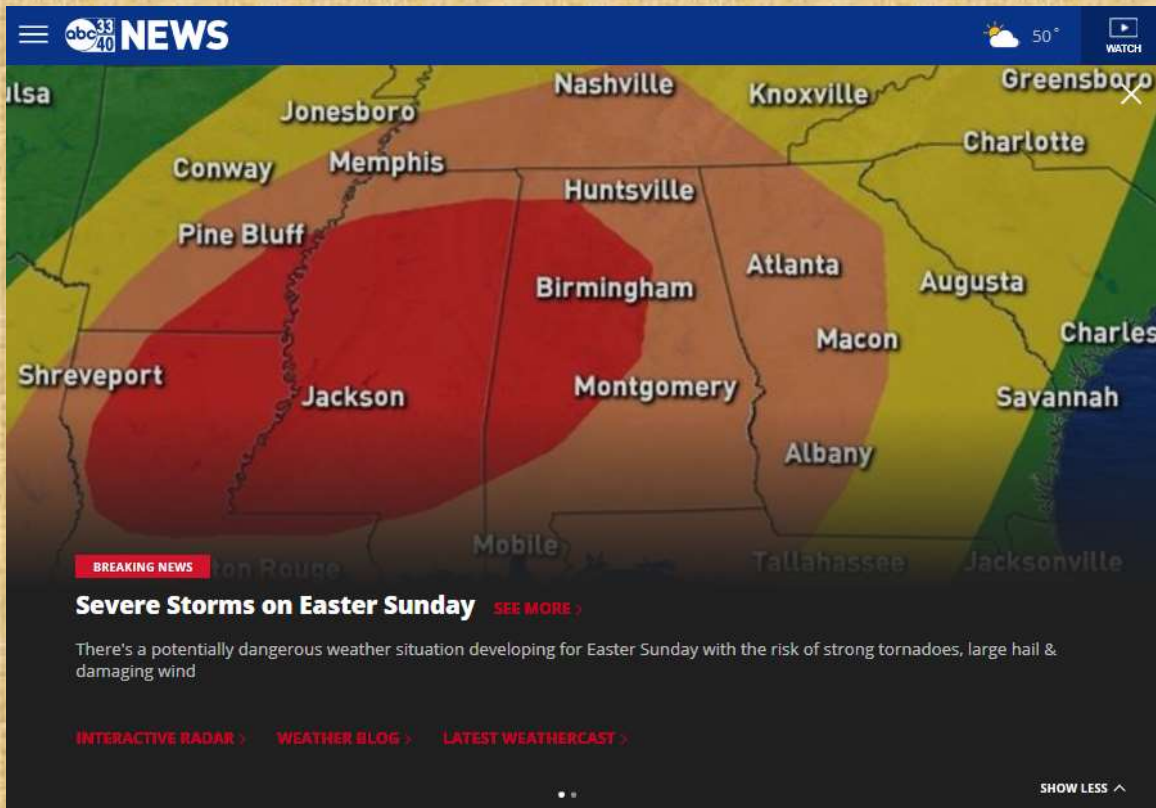 abc 33 40 NEWS
50°
WATCH
ulsa
Nashville
Knoxville
Greensboro
Jonesboro
Charlotte
Conway
Memphis
Huntsville
Pine Bluff
Atlanta
Birmingham
Augusta
Macon
Charles
Shreveport
Jackson
Montgomery
Savannah
Albany
Mobile
Tallahassee
Jacksonville
BREAKING NEWS
ton Rouge
Severe Storms on Easter Sunday SEE MORE >
There's a potentially dangerous weather situation developing for Easter Sunday with the risk of strong tornadoes, large hail &
damaging wind
INTERACTIVE RADAR > WEATHER BLOG > LATEST WEATHERCAST >
SHOW LESS